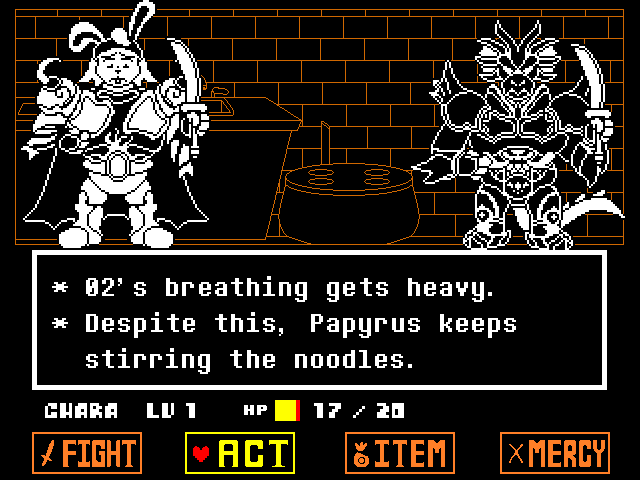 * 02's breathing gets heavy.
* Despite this, Papyrus keeps
stirring the noodles.
CHARA LV 1 HP 17 / 20
FIGHT ACT ITEM MERCY